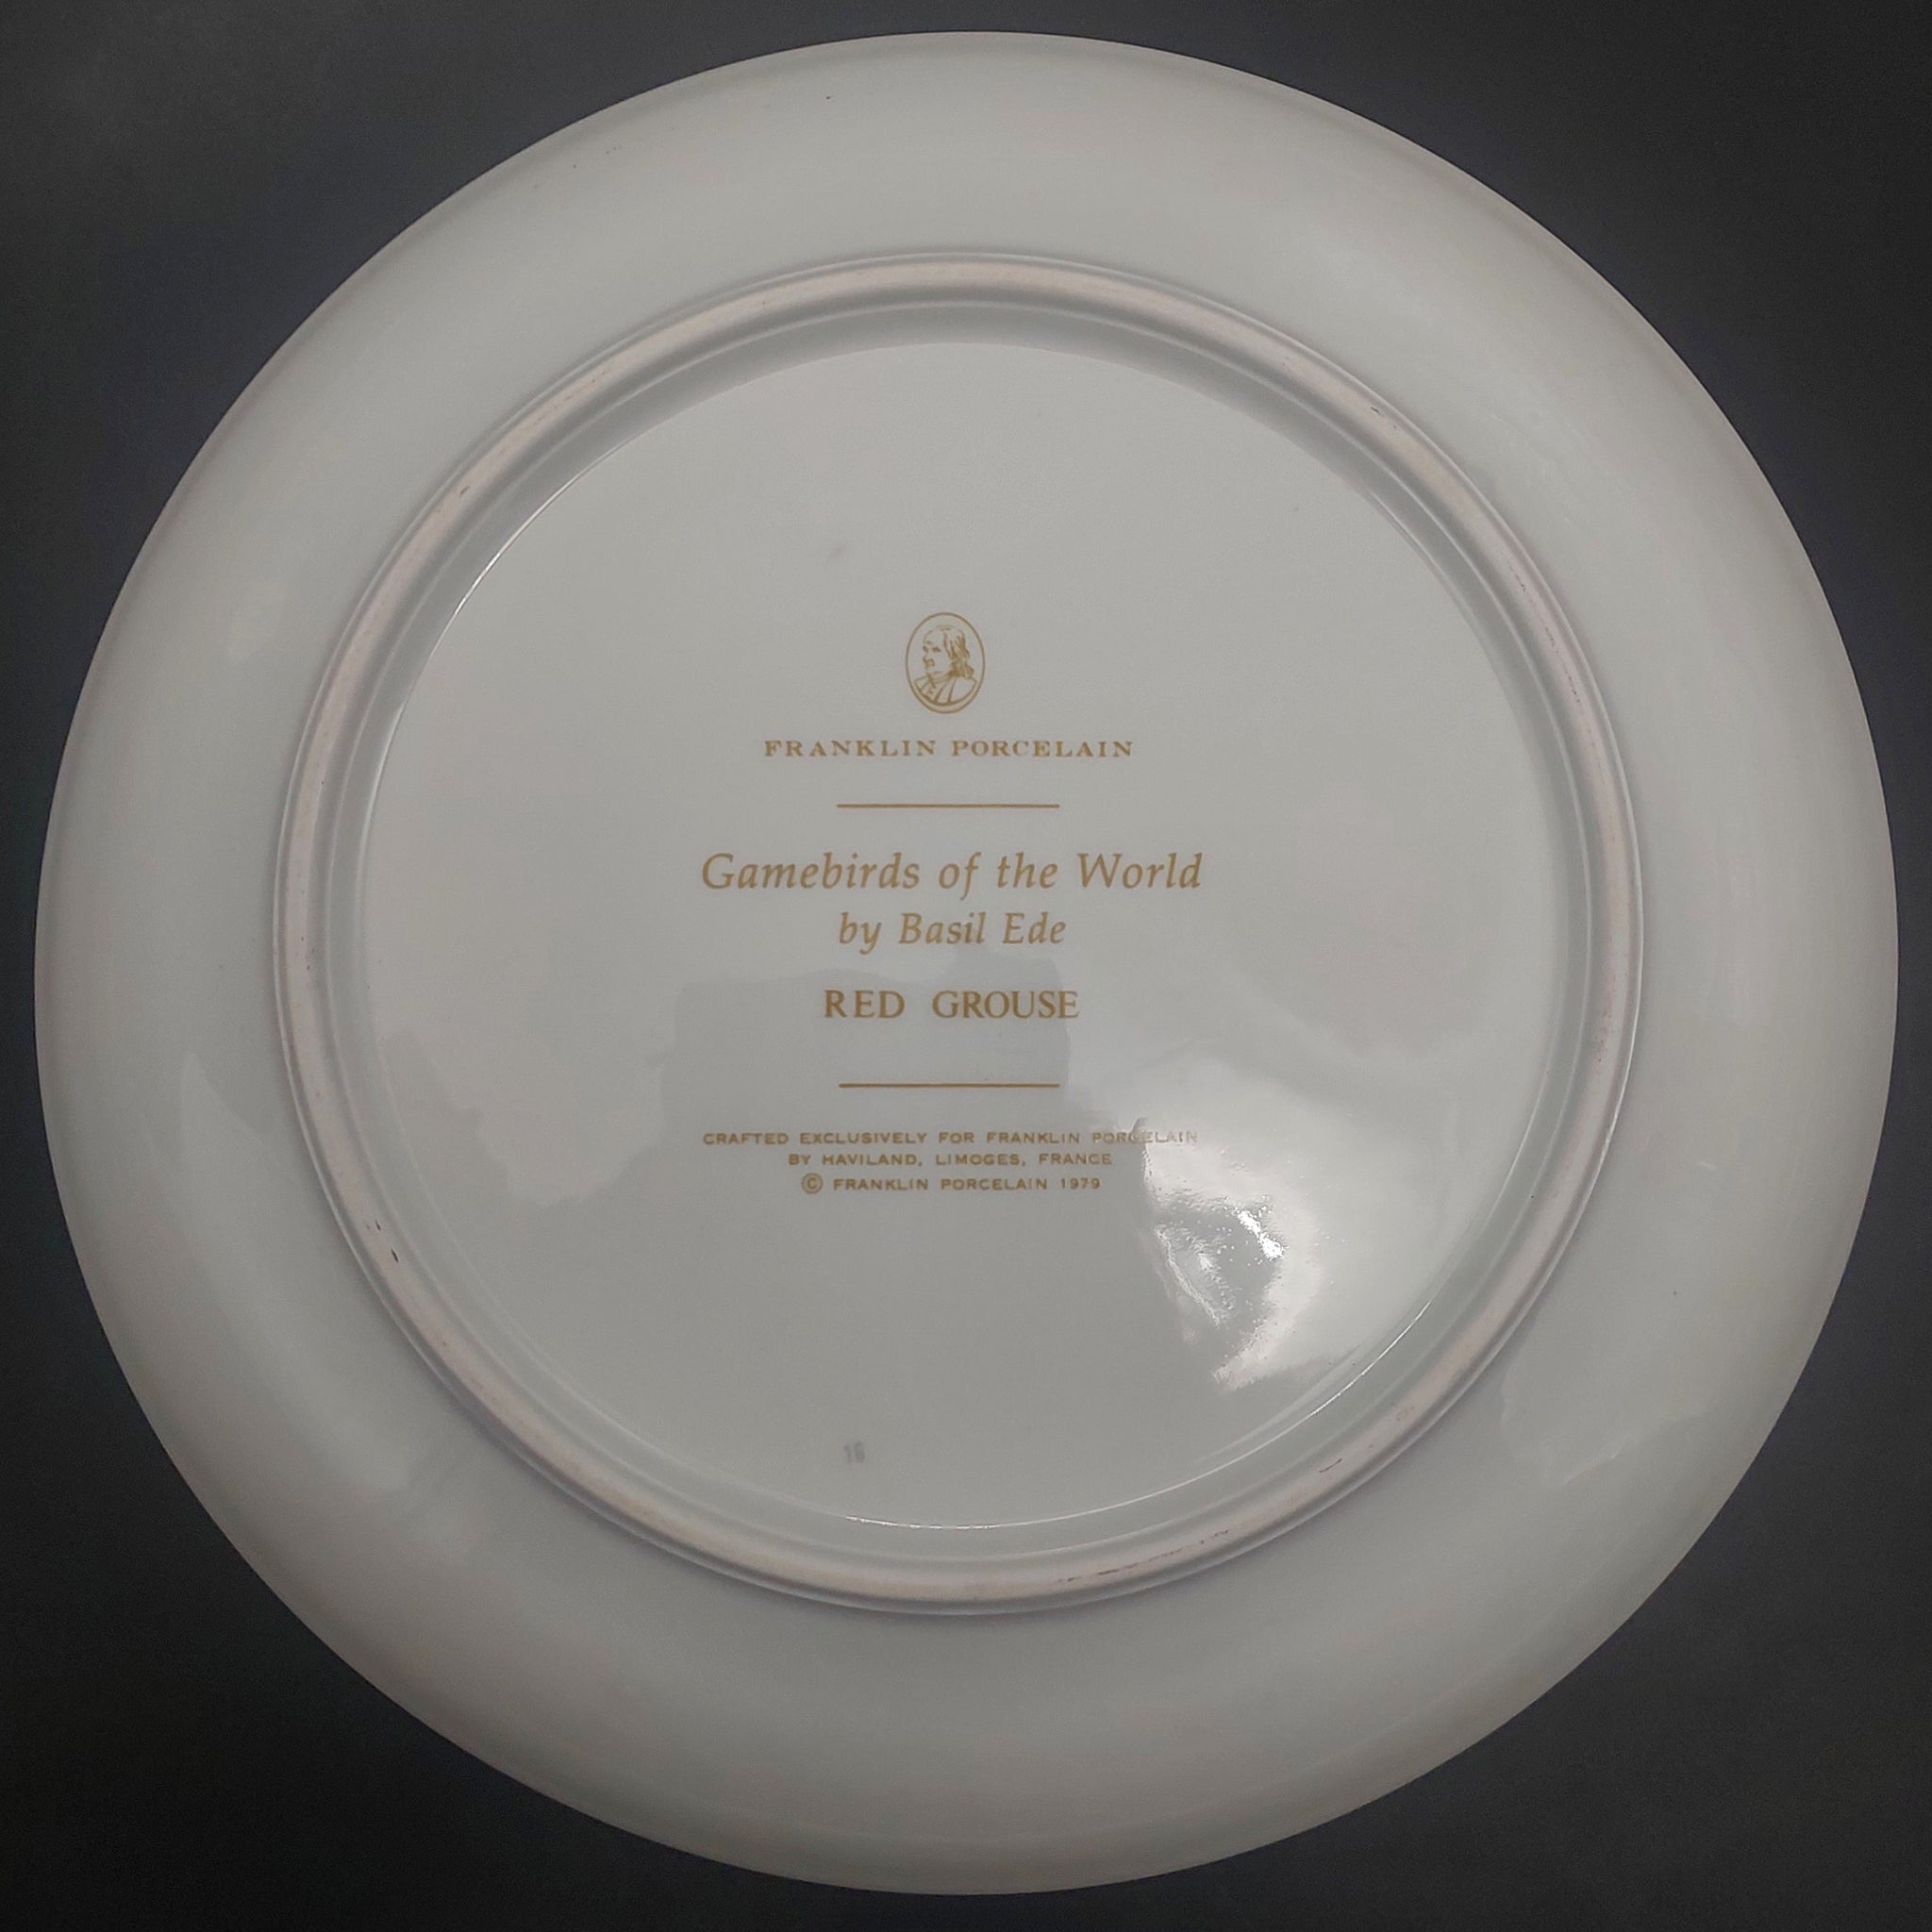 FRANKLIN PORCELAIN
Gamebirds of the World
by Basil Ede
RED GROUSE
CRAFTED EXCLUSIVELY FOR FRANKLIN PORCELAIN
BY HAVILAND, LIMOGES, FRANCE
© FRANKLIN PORCELAIN 1979
16